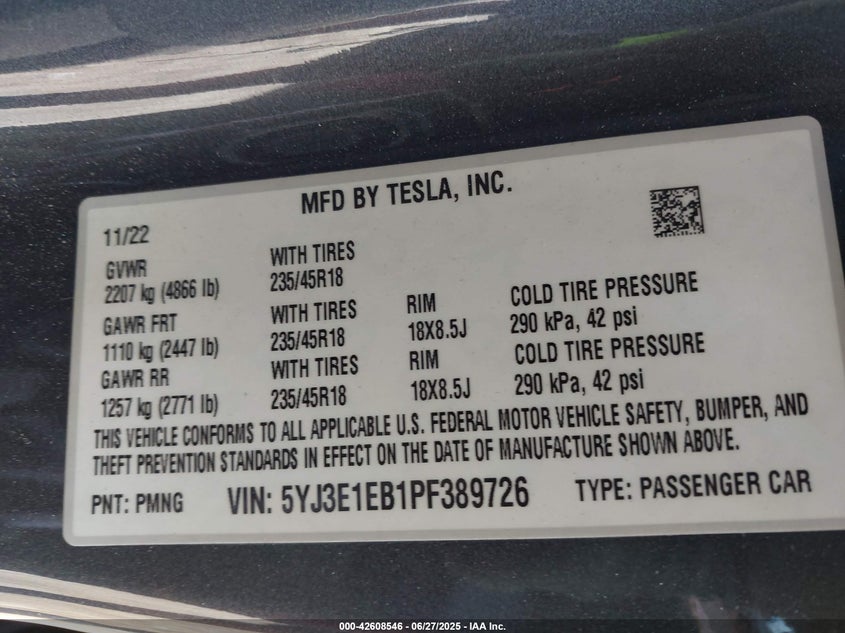 MFD BY TESLA, INC.
11/22
GVWR WITH TIRES
2207 kg (4866 lb) 235/45R18
GAWR FRT WITH TIRES RIM COLD TIRE PRESSURE
1110 kg (2447 lb) 235/45R18 18X8.5J 290 kPa, 42 psi
GAWR RR WITH TIRES RIM COLD TIRE PRESSURE
1257 kg (2771 lb) 235/45R18 18X8.5J 290 kPa, 42 psi
THIS VEHICLE CONFORMS TO ALL APPLICABLE U.S. FEDERAL MOTOR VEHICLE SAFETY, BUMPER, AND
THEFT PREVENTION STANDARDS IN EFFECT ON THE DATE OF MANUFACTURE SHOWN ABOVE.
PNT: PMNG VIN: 5YJ3E1EB1PF389726 TYPE: PASSENGER CAR
000-42608546 - 06/27/2025 - IAA Inc.